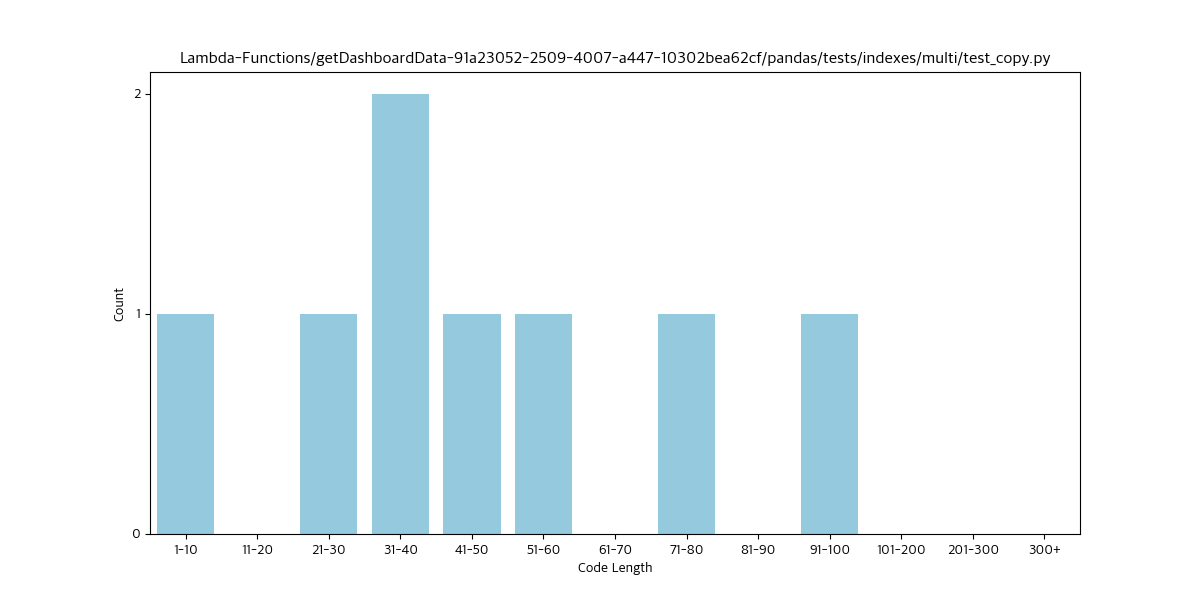 Lambda-Functions/getDashboardData-91a23052-2509-4007-a447-10302bea62cf/pandas/tests/indexes/multi/test_copy.py
2
1
0
Count
1-10 11-20 21-30 31-40 41-50 51-60 61-70 71-80 81-90 91-100 101-200 201-300 300+
Code Length